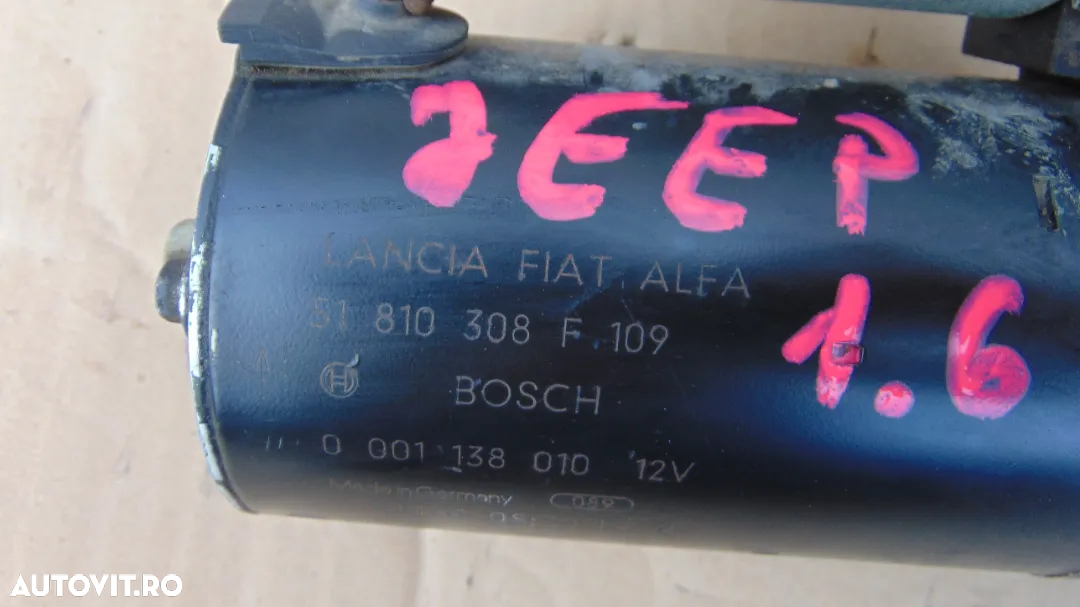 JEEP
1.6
LANCIA FIAT ALFA
51 810 308 F 109
BOSCH
0 001 138 010 12V
Made in Germany 059
AUTOVIT.RO